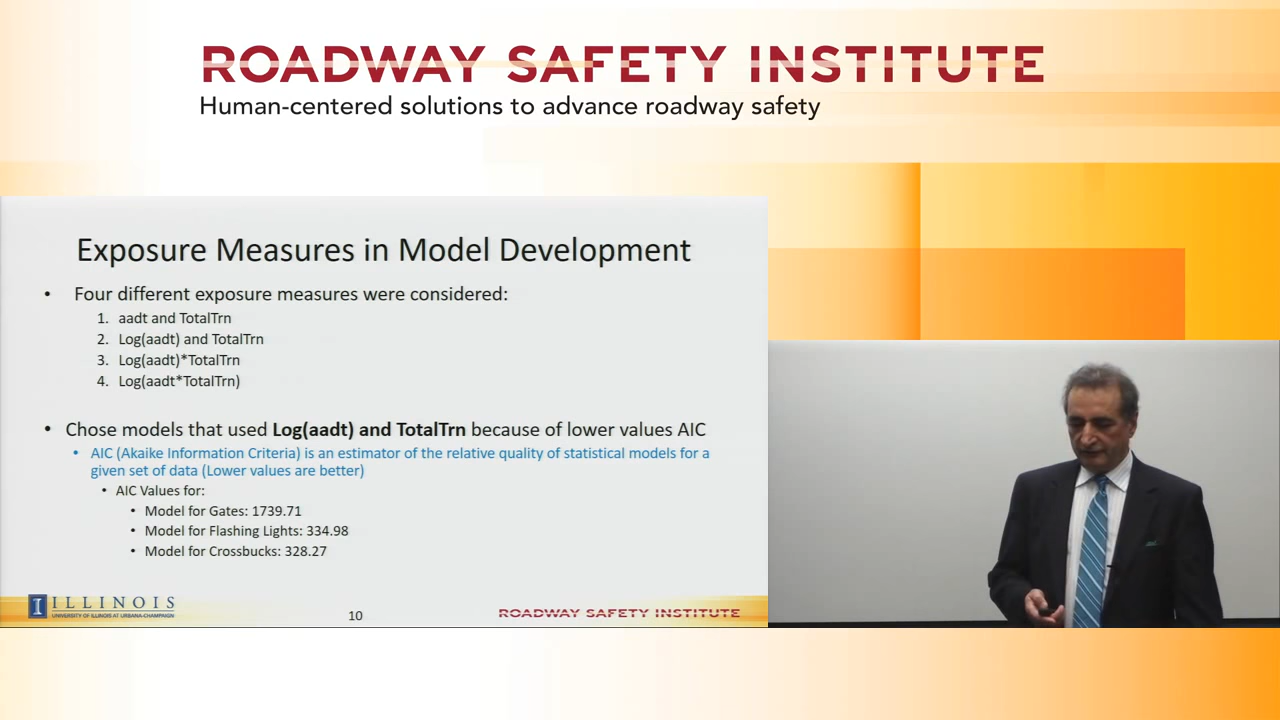 ROADWAY SAFETY INSTITUTE
Human-centered solutions to advance roadway safety
Exposure Measures in Model Development
• Four different exposure measures were considered:
1. aadt and TotalTrn
2. Log(aadt) and TotalTrn
3. Log(aadt)*TotalTrn
4. Log(aadt*TotalTrn)
• Chose models that used Log(aadt) and TotalTrn because of lower values AIC
• AIC (Akaike Information Criteria) is an estimator of the relative quality of statistical models for a
given set of data (Lower values are better)
• AIC Values for:
• Model for Gates: 1739.71
• Model for Flashing Lights: 334.98
• Model for Crossbucks: 328.27
I ILLINOIS
UNIVERSITY OF ILLINOIS AT URBANA-CHAMPAIGN
10
ROADWAY SAFETY INSTITUTE